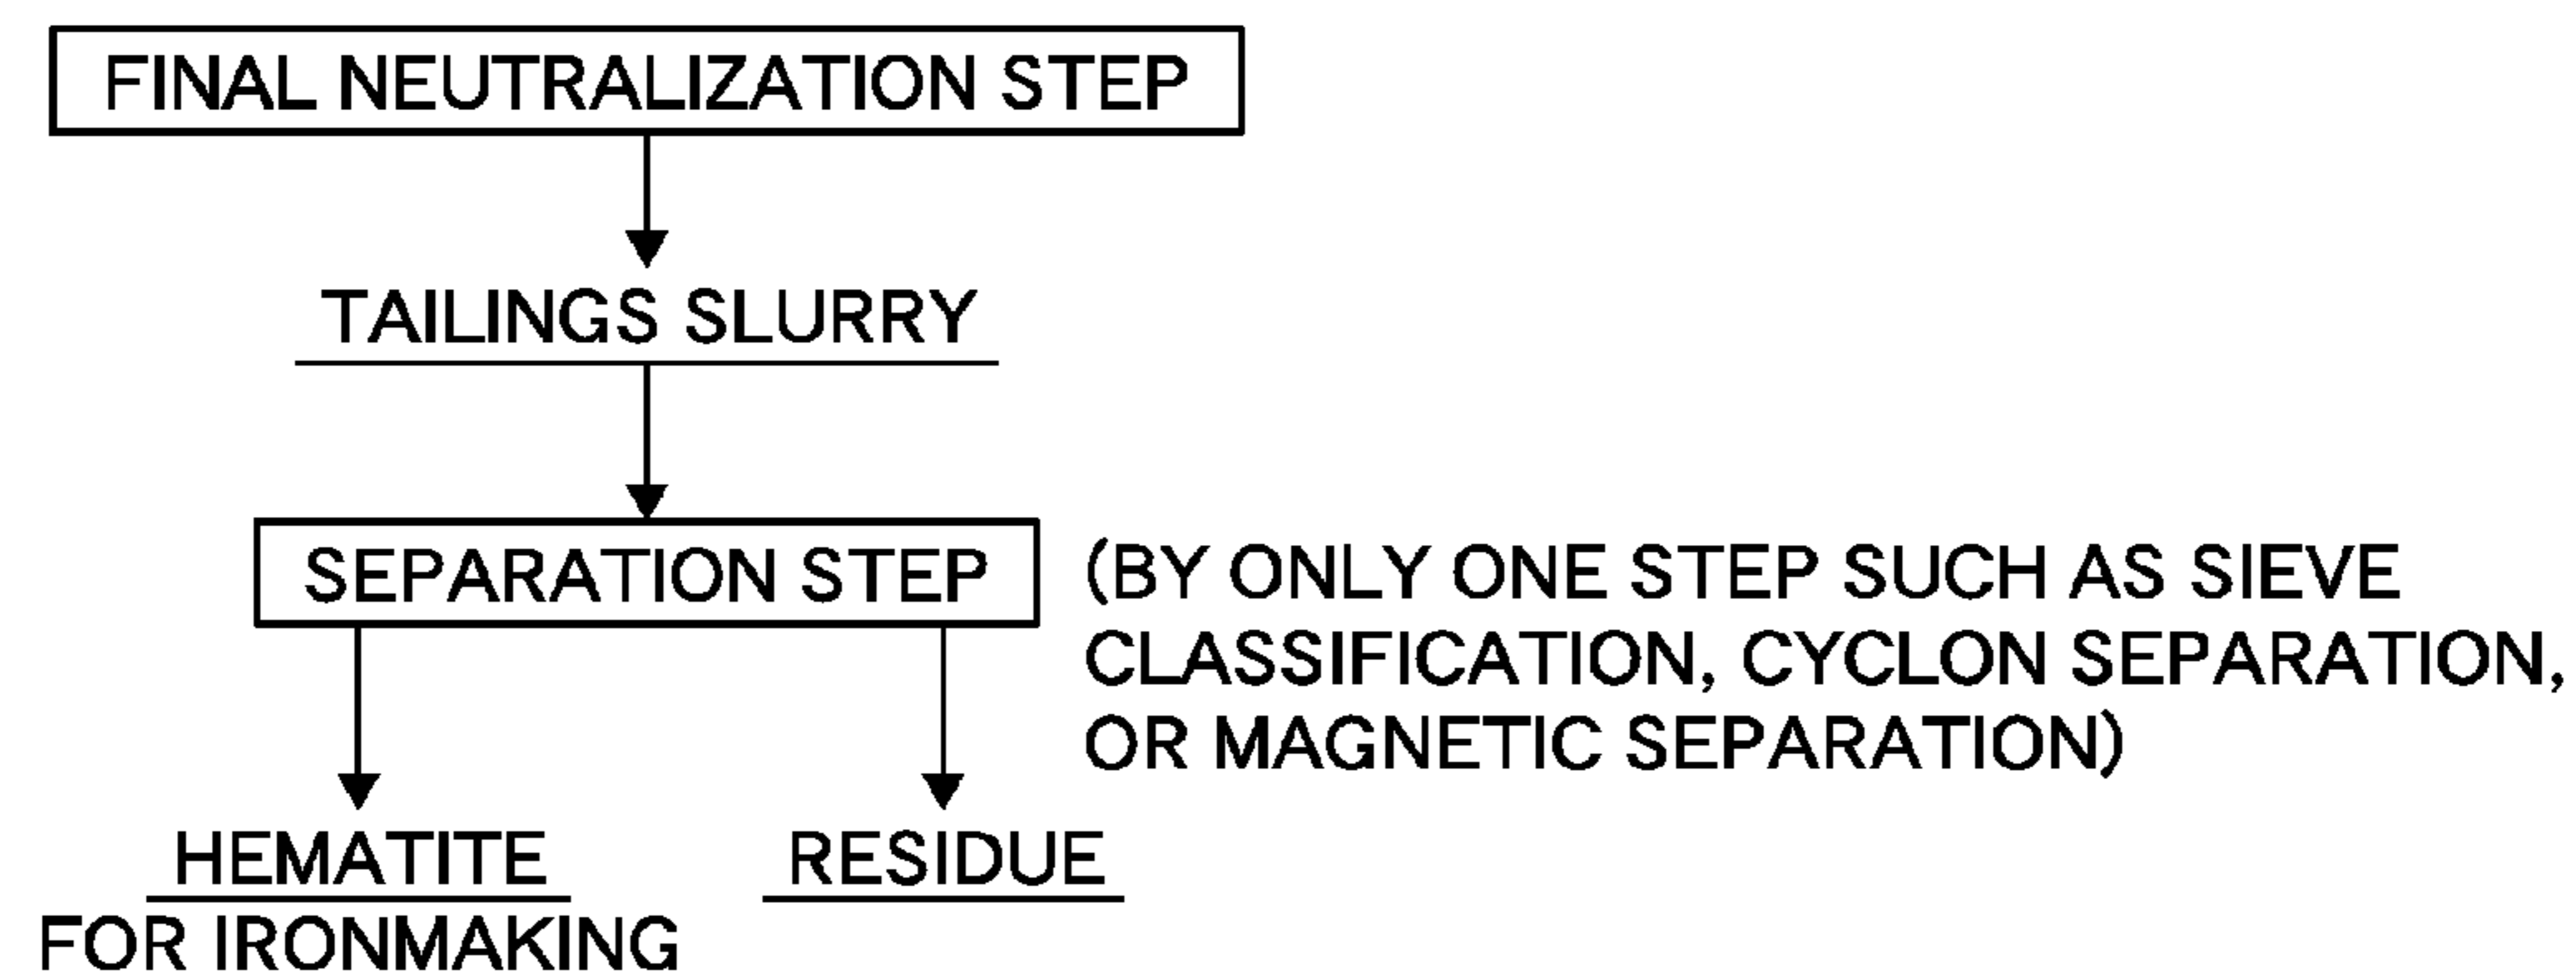 FINAL NEUTRALIZATION STEP
TAILINGS SLURRY
SEPARATION STEP
(BY ONLY ONE STEP SUCH AS SIEVE
CLASSIFICATION, CYCLON SEPARATION,
OR MAGNETIC SEPARATION)
HEMATITE
FOR IRONMAKING
RESIDUE